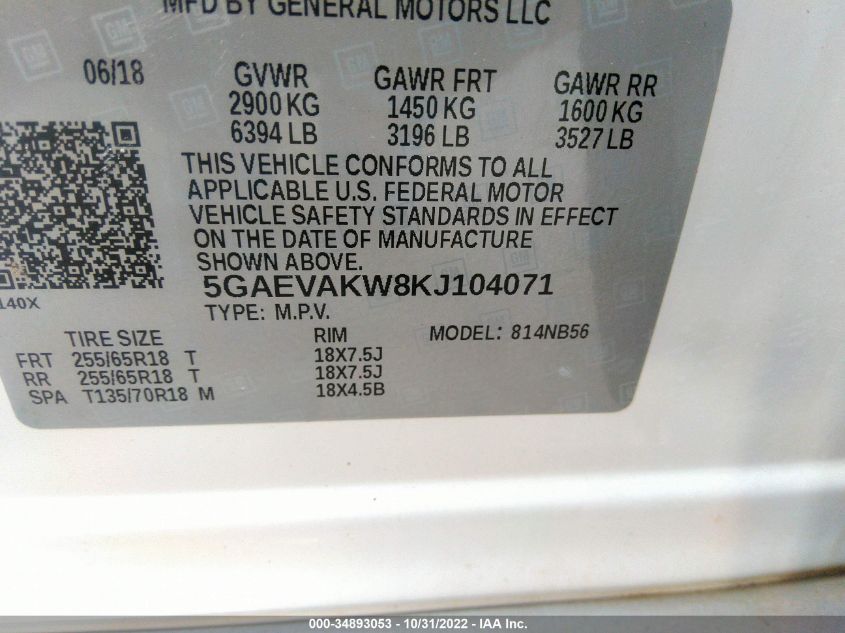 MFD BY GENERAL MOTORS LLC
06/18 GVWR GAWR FRT GAWR RR
2900 KG 1450 KG 1600 KG
6394 LB 3196 LB 3527 LB
THIS VEHICLE CONFORMS TO ALL
APPLICABLE U.S. FEDERAL MOTOR
VEHICLE SAFETY STANDARDS IN EFFECT
ON THE DATE OF MANUFACTURE
SHOWN ABOVE.
5GAEVAKW8KJ104071
140X
TYPE: M.P.V.
TIRE SIZE RIM MODEL: 814NB56
FRT 255/65R18 T 18X7.5J
RR 255/65R18 T 18X7.5J
SPA T135/70R18 M 18X4.5B
000-34893053 - 10/31/2022 - IAA Inc.